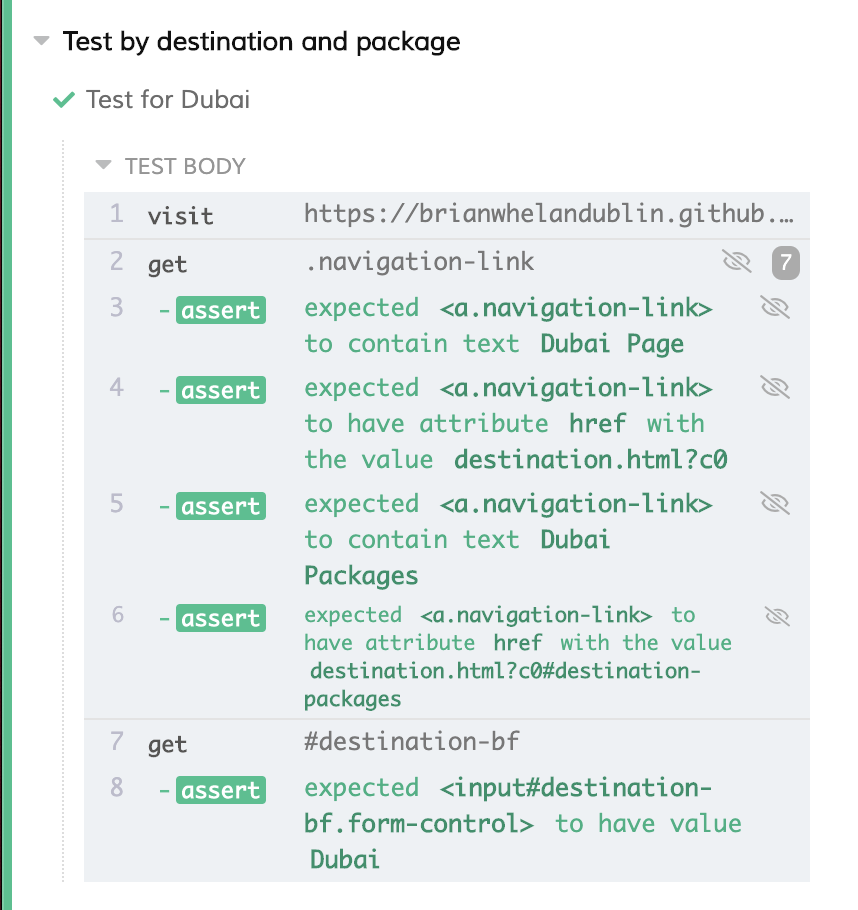 Test by destination and package
Test for Dubai
TEST BODY
1 visit https://brianwhelandublin.github.…
2 get .navigation-link 7
3 -assert expected <a.navigation-link>
to contain text Dubai Page
4 -assert expected <a.navigation-link>
to have attribute href with
the value destination.html?c0
5 -assert expected <a.navigation-link>
to contain text Dubai
Packages
6 -assert expected <a.navigation-link> to
have attribute href with the value
destination.html?c0#destination-
packages
7 get #destination-bf
8 -assert expected <input#destination-
bf.form-control> to have value
Dubai